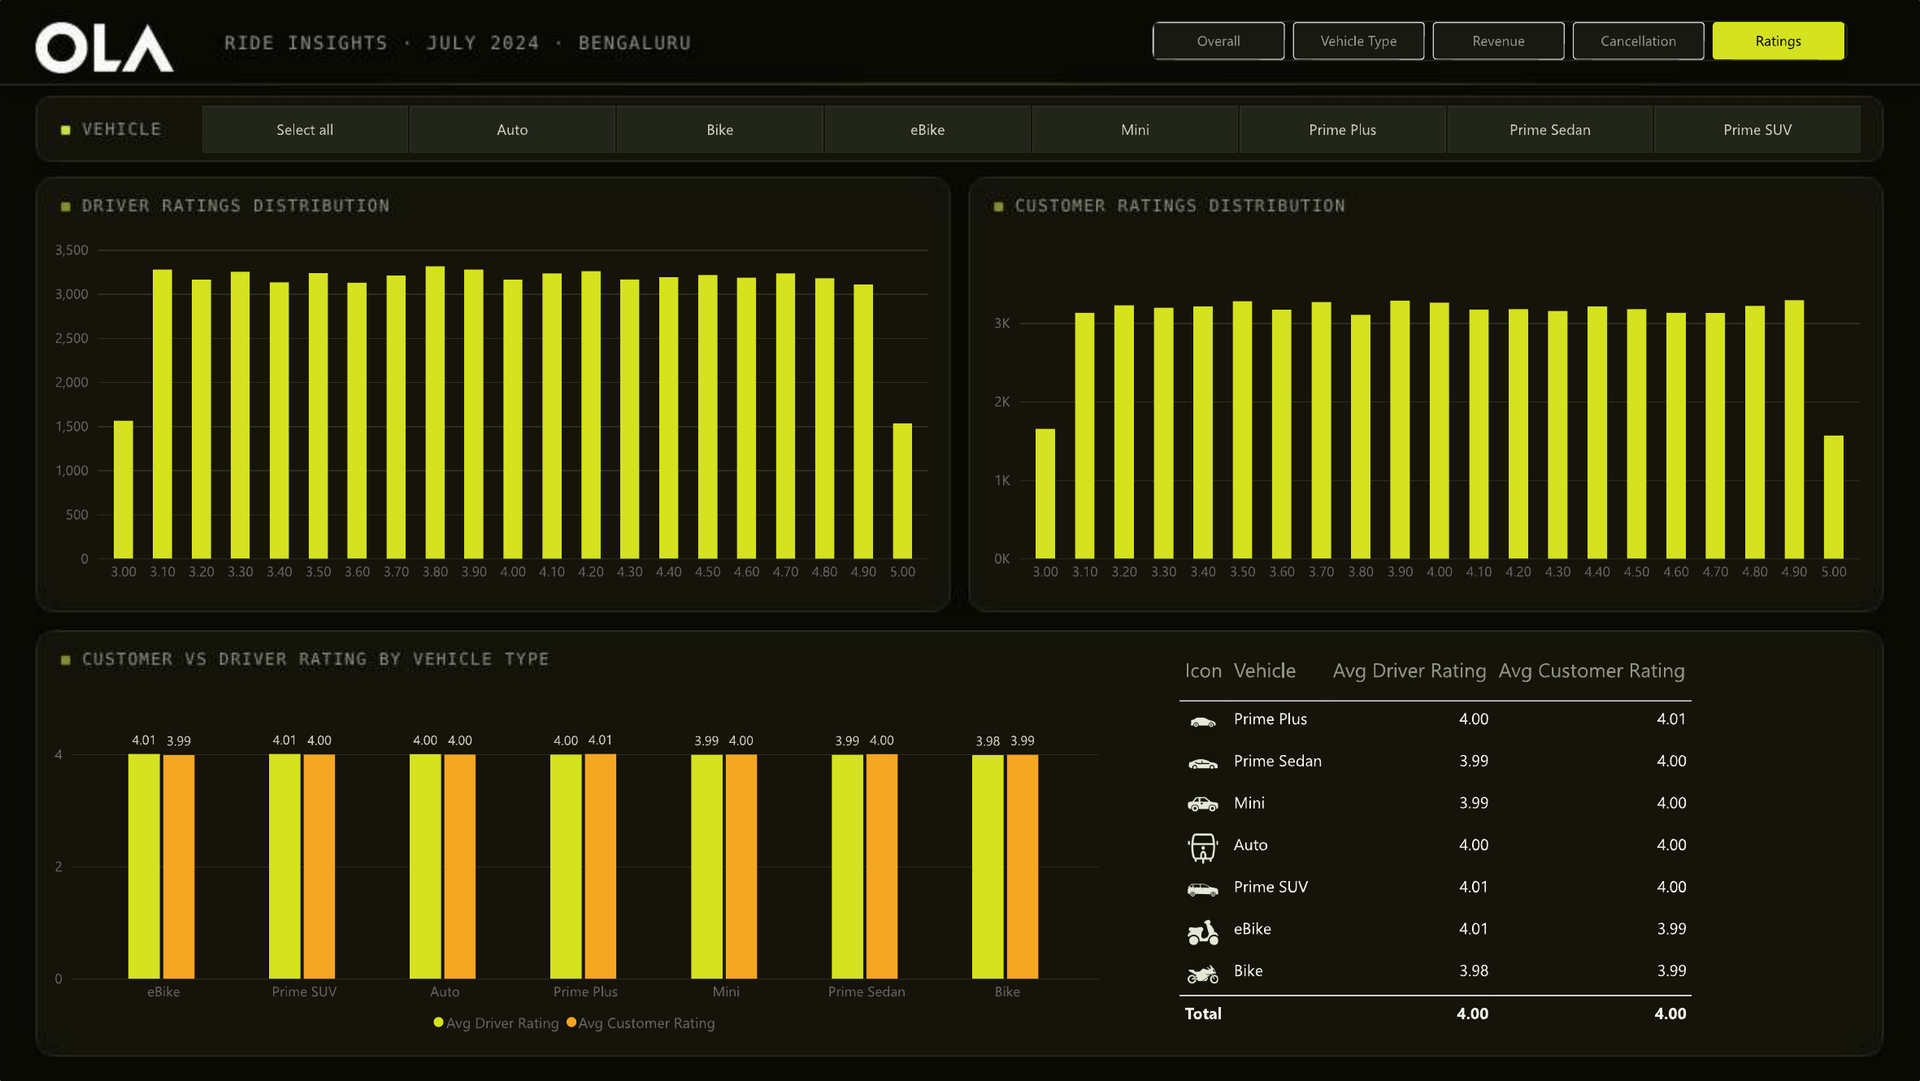 OLA
RIDE INSIGHTS · JULY 2024 · BENGALURU
Overall
Vehicle Type
Revenue
Cancellation
Ratings
VEHICLE
Select all
Auto
Bike
eBike
Mini
Prime Plus
Prime Sedan
Prime SUV
DRIVER RATINGS DISTRIBUTION
3,500
3,000
2,500
2,000
1,500
1,000
500
0
3.00 3.10 3.20 3.30 3.40 3.50 3.60 3.70 3.80 3.90 4.00 4.10 4.20 4.30 4.40 4.50 4.60 4.70 4.80 4.90 5.00
CUSTOMER RATINGS DISTRIBUTION
3K
2K
1K
0K
3.00 3.10 3.20 3.30 3.40 3.50 3.60 3.70 3.80 3.90 4.00 4.10 4.20 4.30 4.40 4.50 4.60 4.70 4.80 4.90 5.00
CUSTOMER VS DRIVER RATING BY VEHICLE TYPE
4.01 3.99 4.01 4.00 4.00 4.00 4.00 4.01 3.99 4.00 3.99 4.00 3.98 3.99
4
2
0
eBike Prime SUV Auto Prime Plus Mini Prime Sedan Bike
Avg Driver Rating Avg Customer Rating
Icon Vehicle Avg Driver Rating Avg Customer Rating
Prime Plus 4.00 4.01
Prime Sedan 3.99 4.00
Mini 3.99 4.00
Auto 4.00 4.00
Prime SUV 4.01 4.00
eBike 4.01 3.99
Bike 3.98 3.99
Total 4.00 4.00